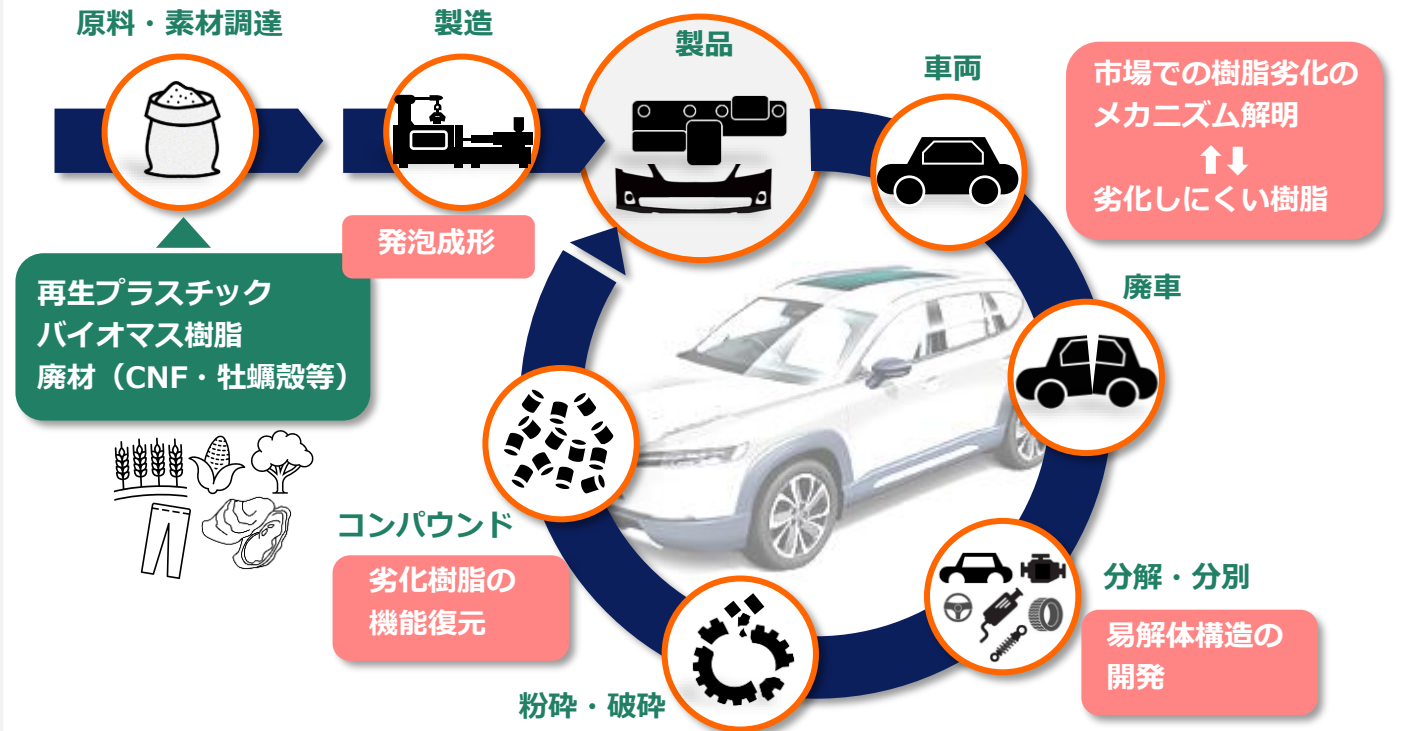 原料・素材調達
製造
製品
車両
市場での樹脂劣化の
メカニズム解明
⬆⬇
劣化しにくい樹脂
発泡成形
再生プラスチック
バイオマス樹脂
廃材（CNF・牡蠣殻等）
廃車
コンパウンド
劣化樹脂の
機能復元
分解・分別
易解体構造の
開発
粉砕・破砕